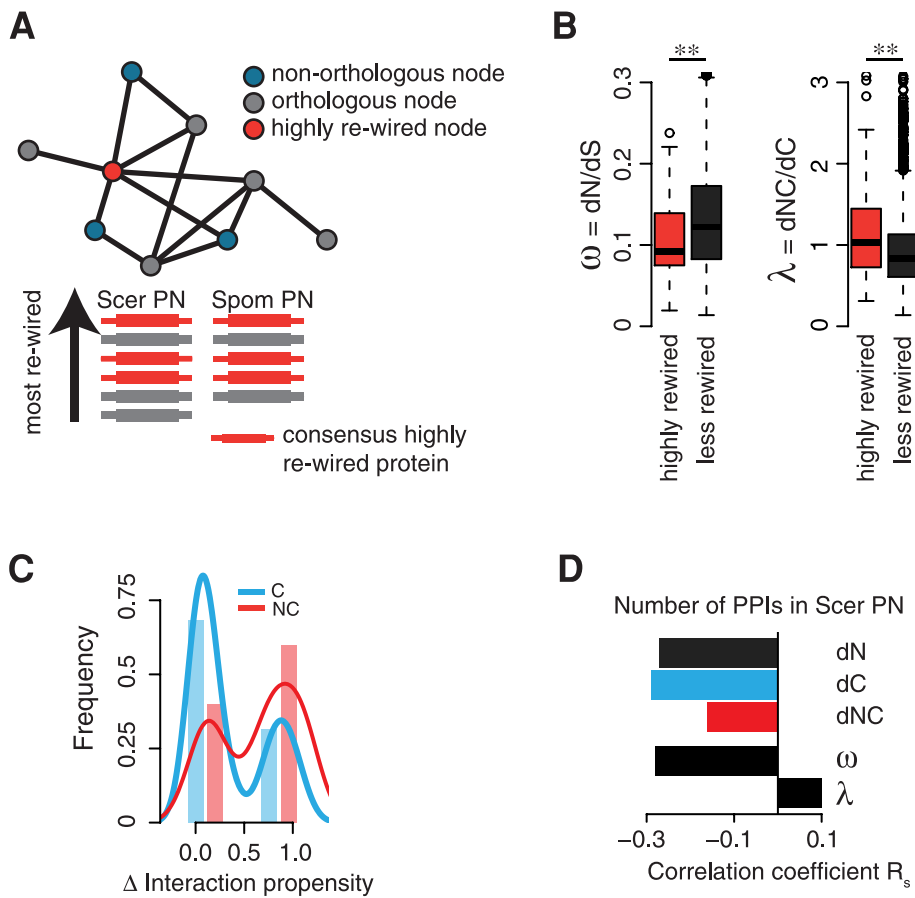 A
non-orthologous node
orthologous node
highly re-wired node
Scer PN
Spom PN
most re-wired
consensus highly
re-wired protein
B
**
ω = dN/dS
0
0.1
0.2
0.3
highly rewired
less rewired
**
λ = dNC/dC
0
1
2
3
highly rewired
less rewired
C
C
NC
Frequency
0.75
0.5
0.25
0
0.0 0.5 1.0
Δ Interaction propensity
D
Number of PPIs in Scer PN
dN
dC
dNC
ω
λ
−0.3 −0.1 0.1
Correlation coefficient Rs